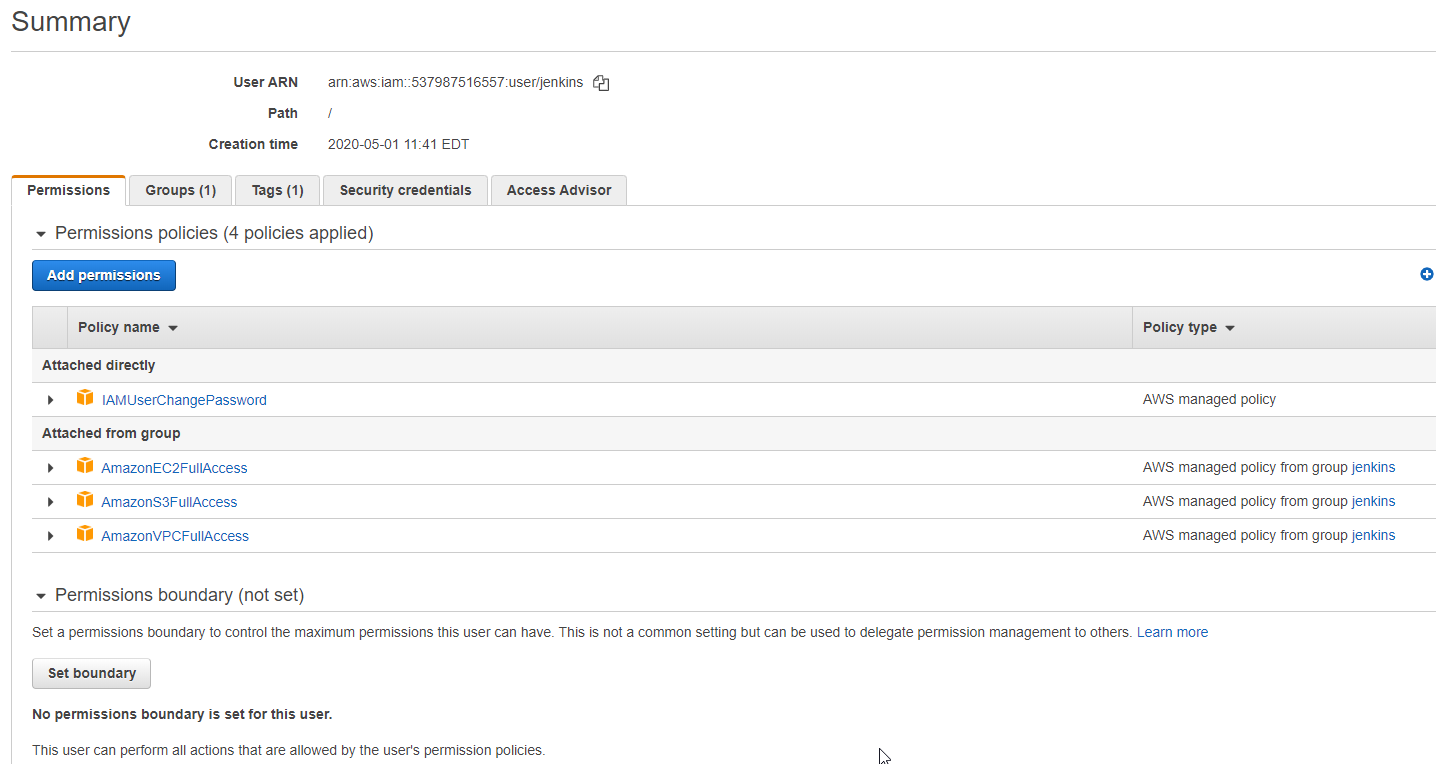 Summary
User ARN arn:aws:iam::537987516557:user/jenkins
Path /
Creation time 2020-05-01 11:41 EDT
Permissions Groups (1) Tags (1) Security credentials Access Advisor
Permissions policies (4 policies applied)
Add permissions
Policy name Policy type
Attached directly
IAMUserChangePassword AWS managed policy
Attached from group
AmazonEC2FullAccess AWS managed policy from group jenkins
AmazonS3FullAccess AWS managed policy from group jenkins
AmazonVPCFullAccess AWS managed policy from group jenkins
Permissions boundary (not set)
Set a permissions boundary to control the maximum permissions this user can have. This is not a common setting but can be used to delegate permission management to others. Learn more
Set boundary
No permissions boundary is set for this user.
This user can perform all actions that are allowed by the user's permission policies.